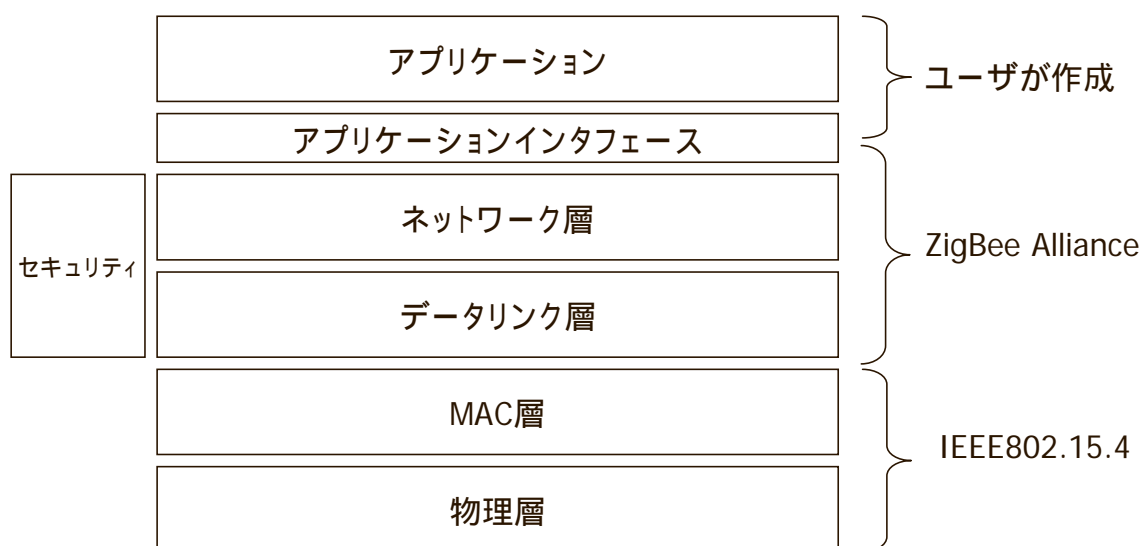 アプリケーション
ユーザが作成
アプリケーションインタフェース
ネットワーク層
ZigBee Alliance
セキュリティ
データリンク層
MAC層
IEEE802.15.4
物理層